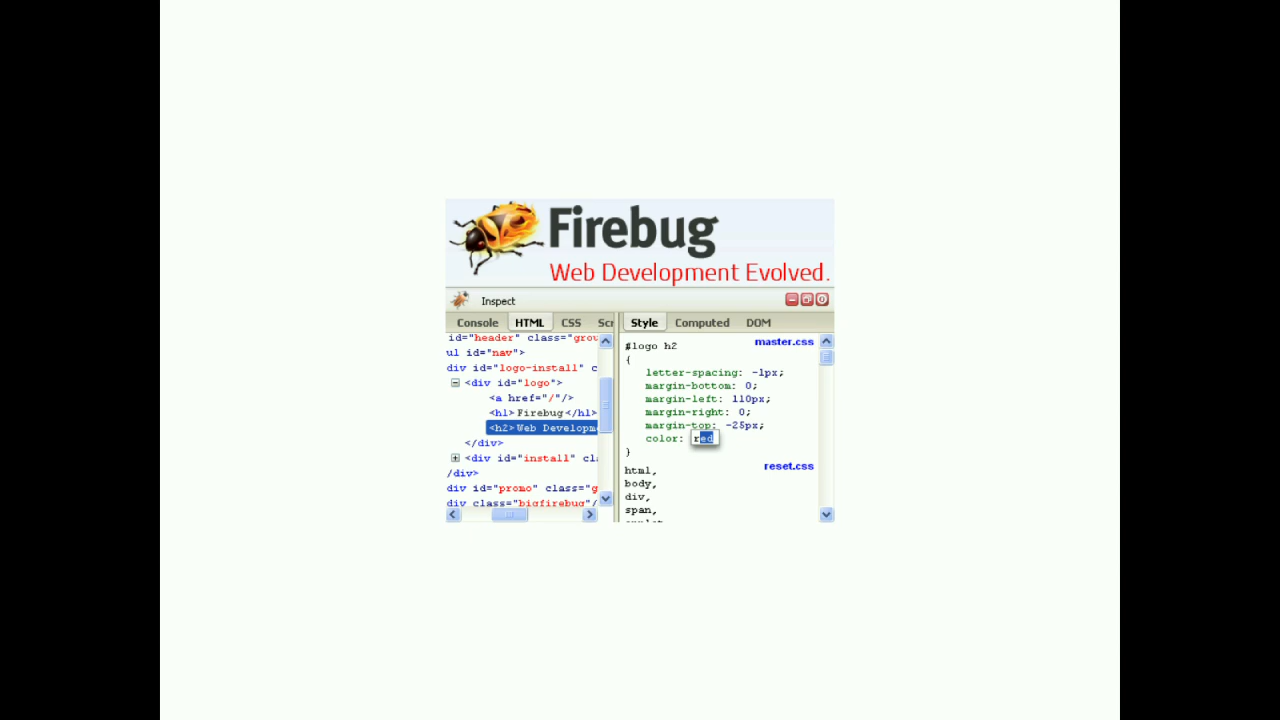 Firebug
Web Development Evolved.
Inspect
Console HTML CSS Scr
Style Computed DOM
id="header" class="grou
ul id="nav">
div id="logo-install" c
<div id="logo">
<a href="/"/>
<h1>Firebug</h1>
<h2>Web Developme
</div>
<div id="install" cla
/div>
div id="promo" class="g
div class="bigfirebug"/
master.css
#logo h2
{
letter-spacing: -1px;
margin-bottom: 0;
margin-left: 110px;
margin-right: 0;
margin-top: -25px;
color: red
}
reset.css
html,
body,
div,
span,